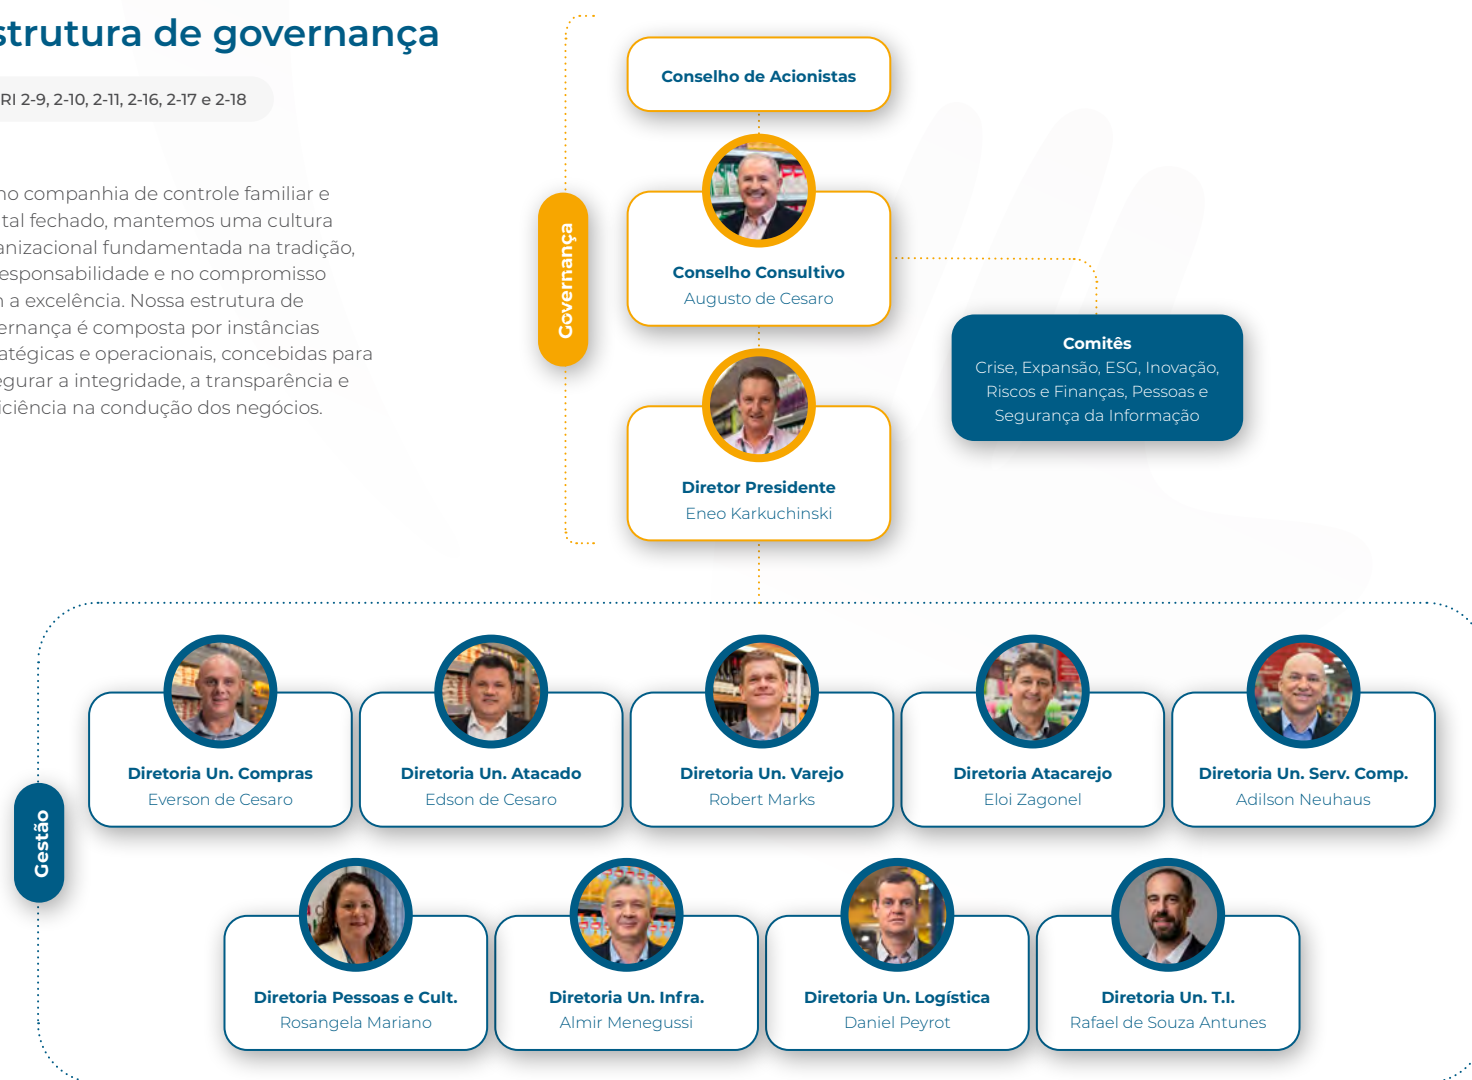 strutura de governança
RI 2-9, 2-10, 2-11, 2-16, 2-17 e 2-18
no companhia de controle familiar e
tal fechado, mantemos uma cultura
anizacional fundamentada na tradição,
responsabilidade e no compromisso
a excelência. Nossa estrutura de
ernança é composta por instâncias
atégicas e operacionais, concebidas para
egurar a integridade, a transparência e
iciência na condução dos negócios.
Governança
Conselho de Acionistas
Conselho Consultivo
Augusto de Cesaro
Comitês
Crise, Expansão, ESG, Inovação,
Riscos e Finanças, Pessoas e
Segurança da Informação
Diretor Presidente
Eneo Karkuchinski
Gestão
Diretoria Un. Compras
Everson de Cesaro
Diretoria Un. Atacado
Edson de Cesaro
Diretoria Un. Varejo
Robert Marks
Diretoria Atacarejo
Eloi Zagonel
Diretoria Un. Serv. Comp.
Adilson Neuhaus
Diretoria Pessoas e Cult.
Rosangela Mariano
Diretoria Un. Infra.
Almir Menegussi
Diretoria Un. Logística
Daniel Peyrot
Diretoria Un. T.I.
Rafael de Souza Antunes